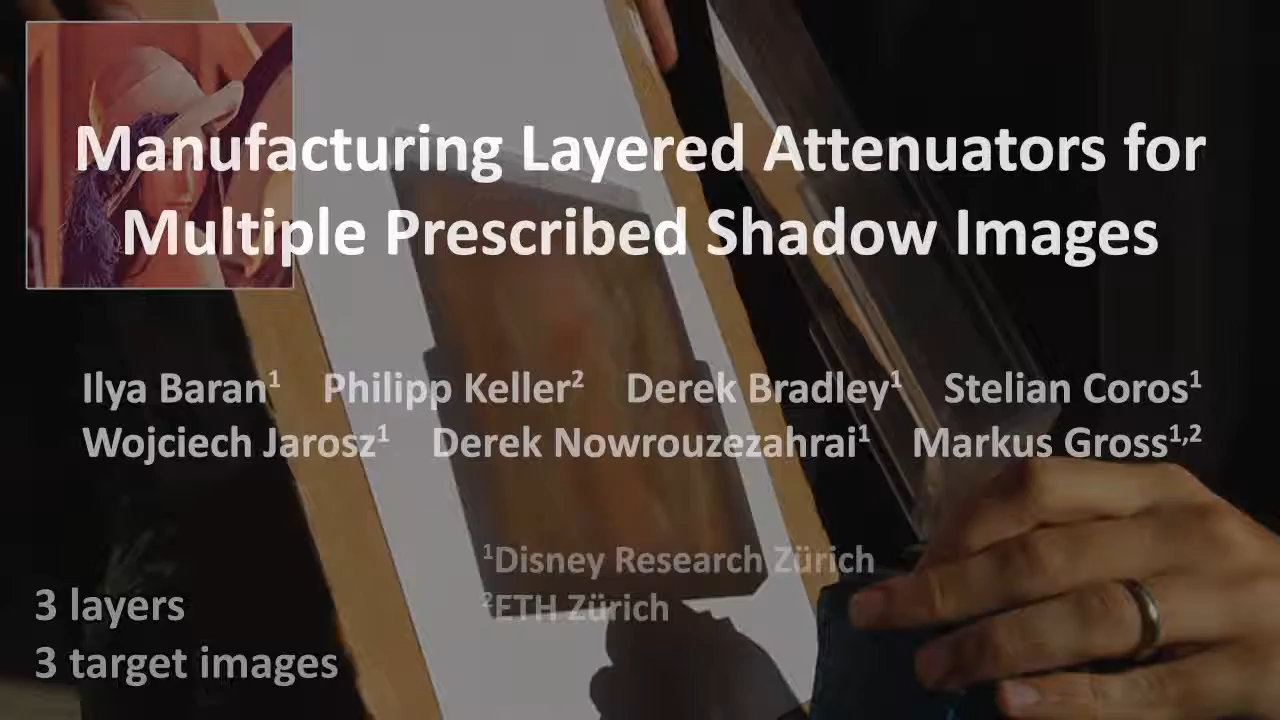 Manufacturing Layered Attenuators for
Multiple Prescribed Shadow Images
Ilya Baran¹ Philipp Keller² Derek Bradley¹ Stelian Coros¹
Wojciech Jarosz¹ Derek Nowrouzezahrai¹ Markus Gross¹,²
¹Disney Research Zürich
²ETH Zürich
3 layers
3 target images